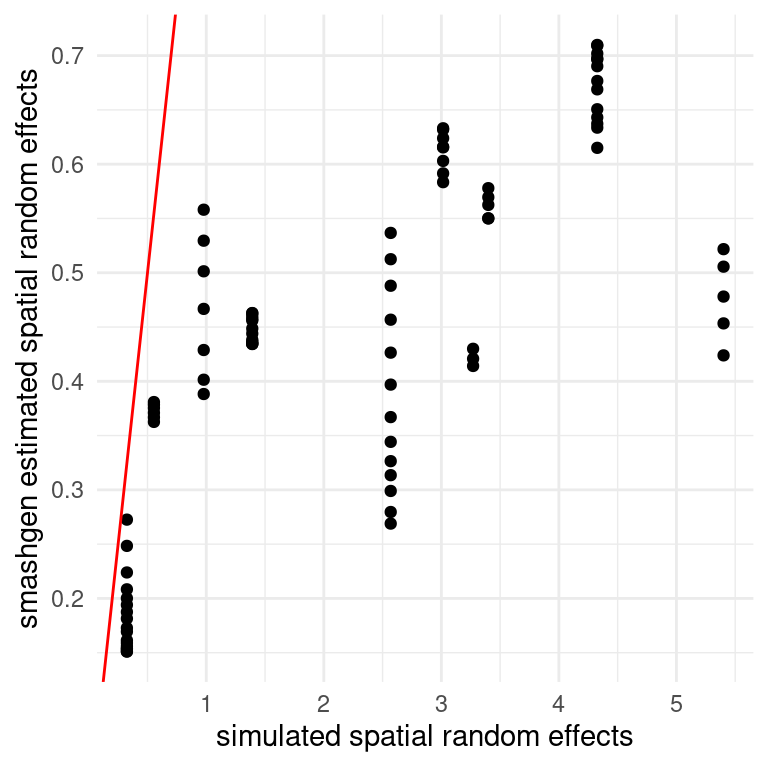 smashgen estimated spatial random effects
0.7
0.6
0.5
0.4
0.3
0.2
1 2 3 4 5
simulated spatial random effects